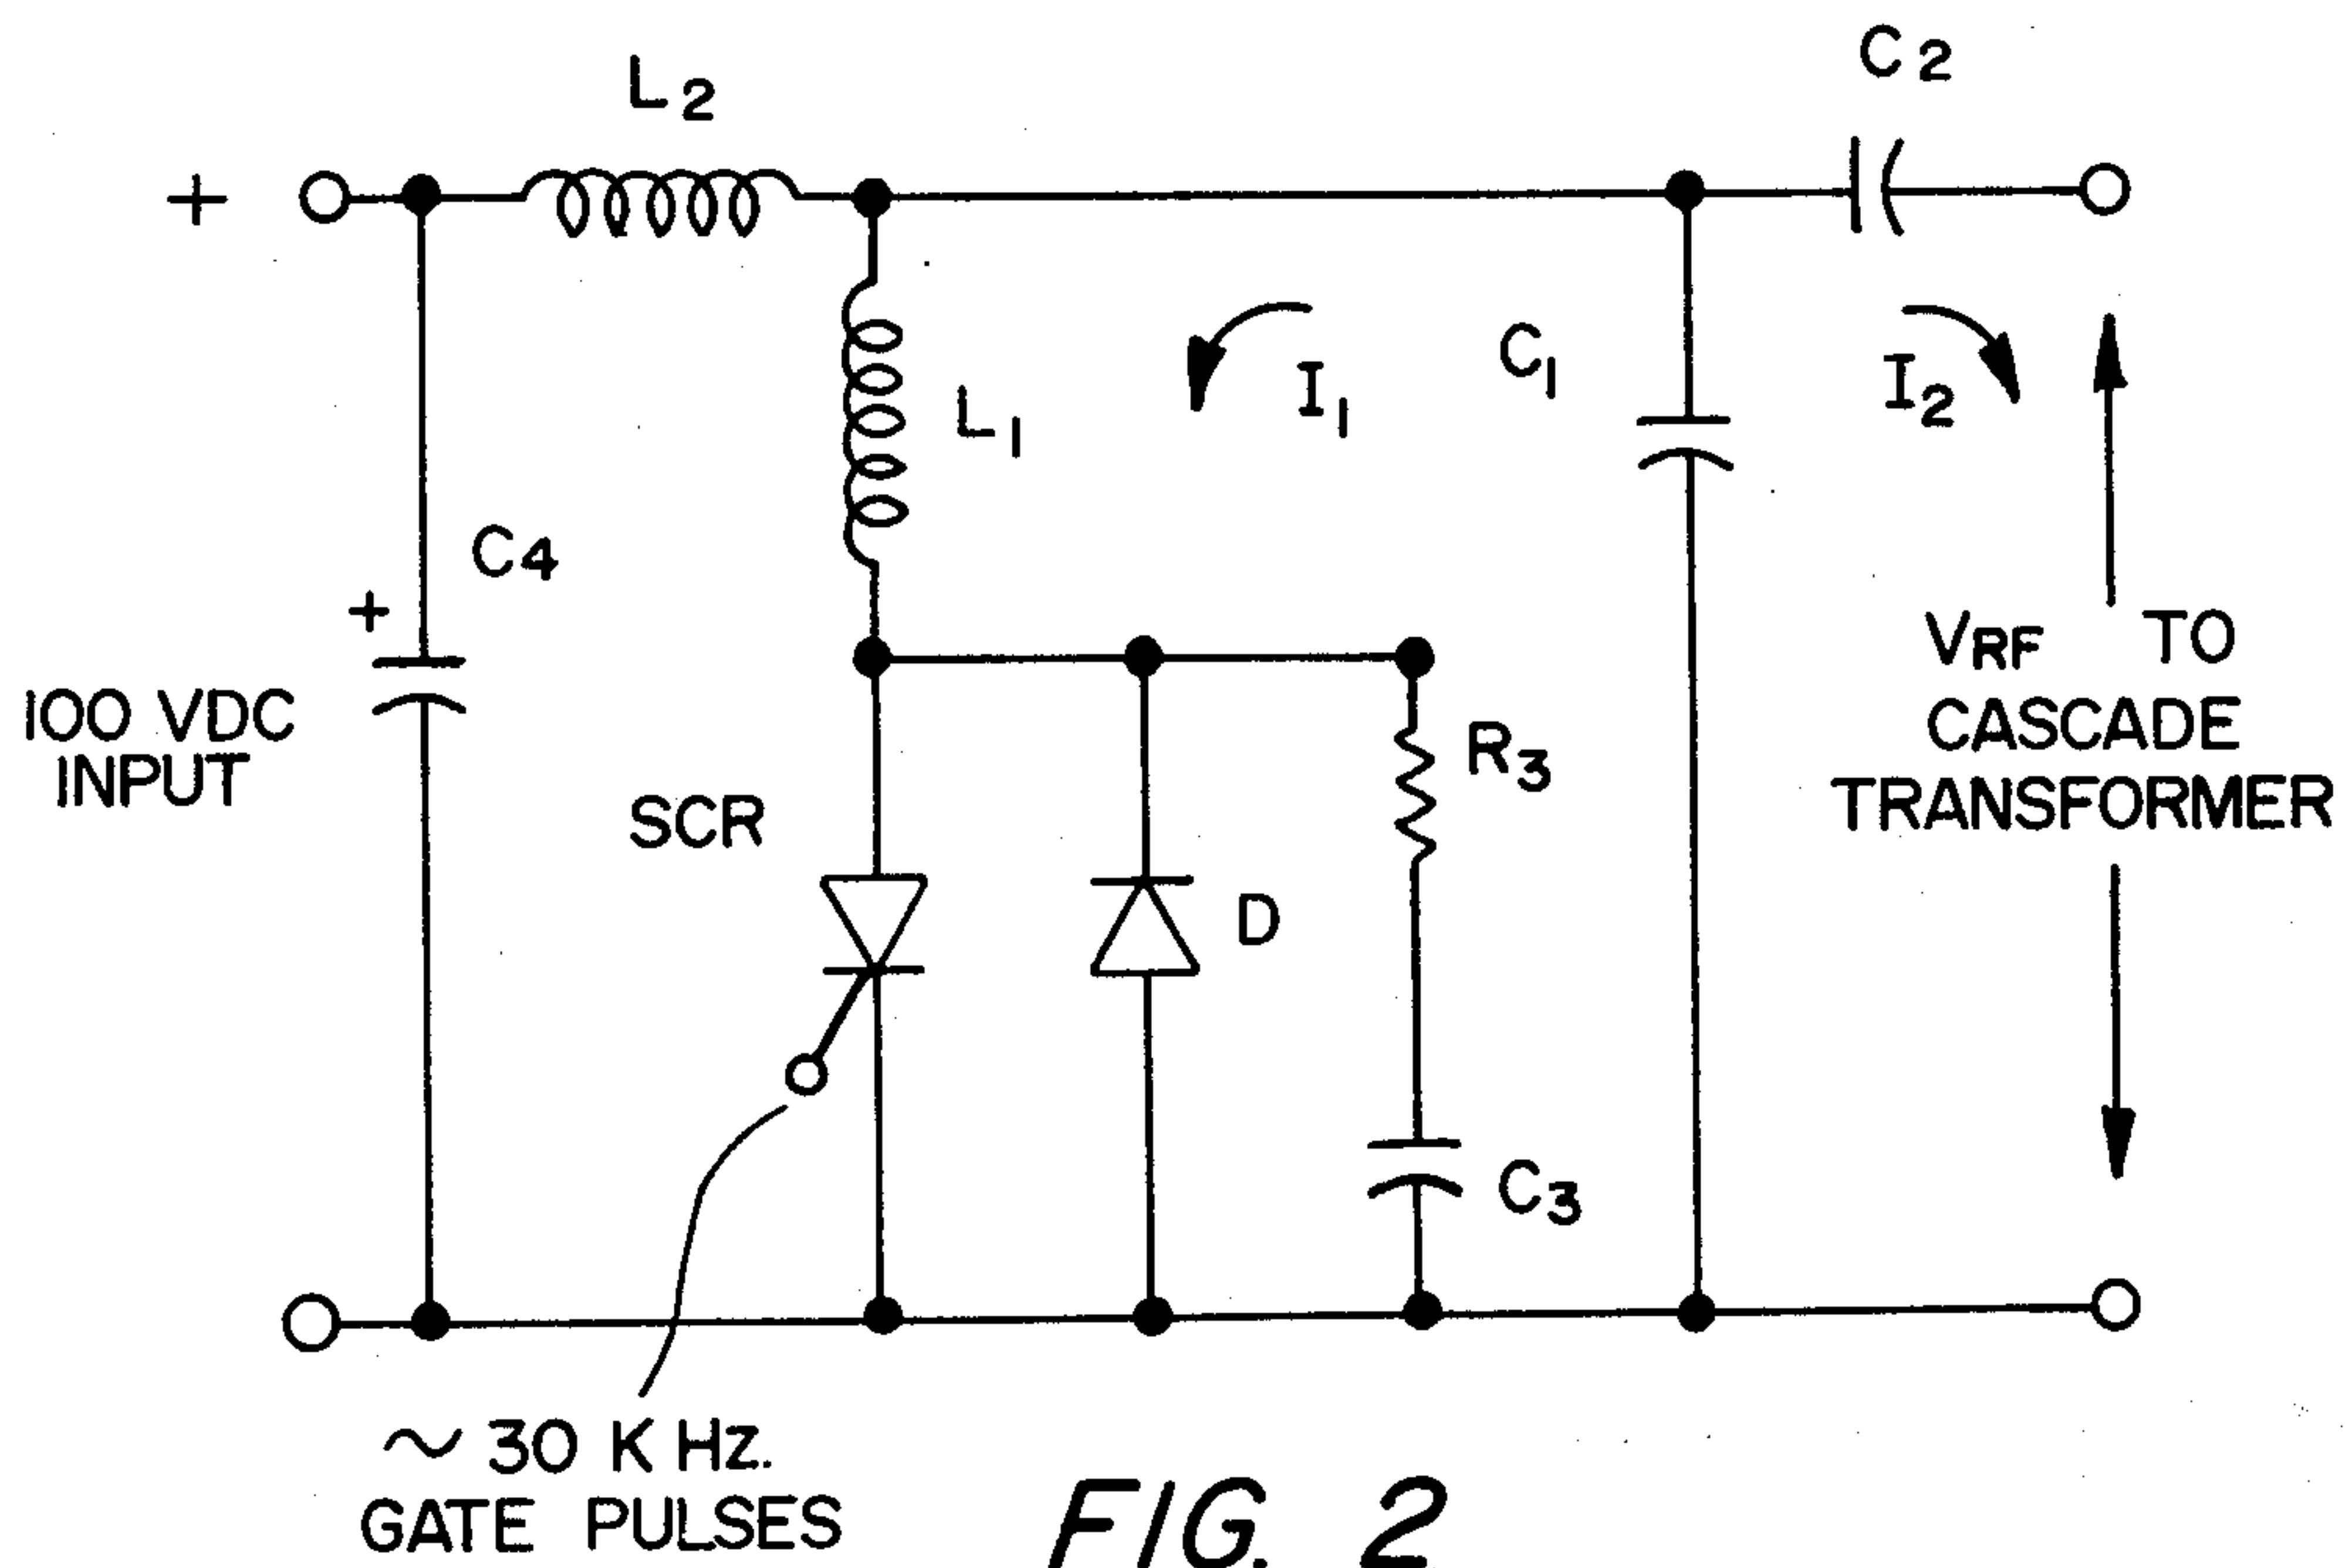 L2
C2
+
C1
I1
I2
L1
C4
+
VRF TO
CASCADE
TRANSFORMER
100 VDC
INPUT
R3
SCR
D
C3
~ 30 K HZ.
GATE PULSES
FIG. 2